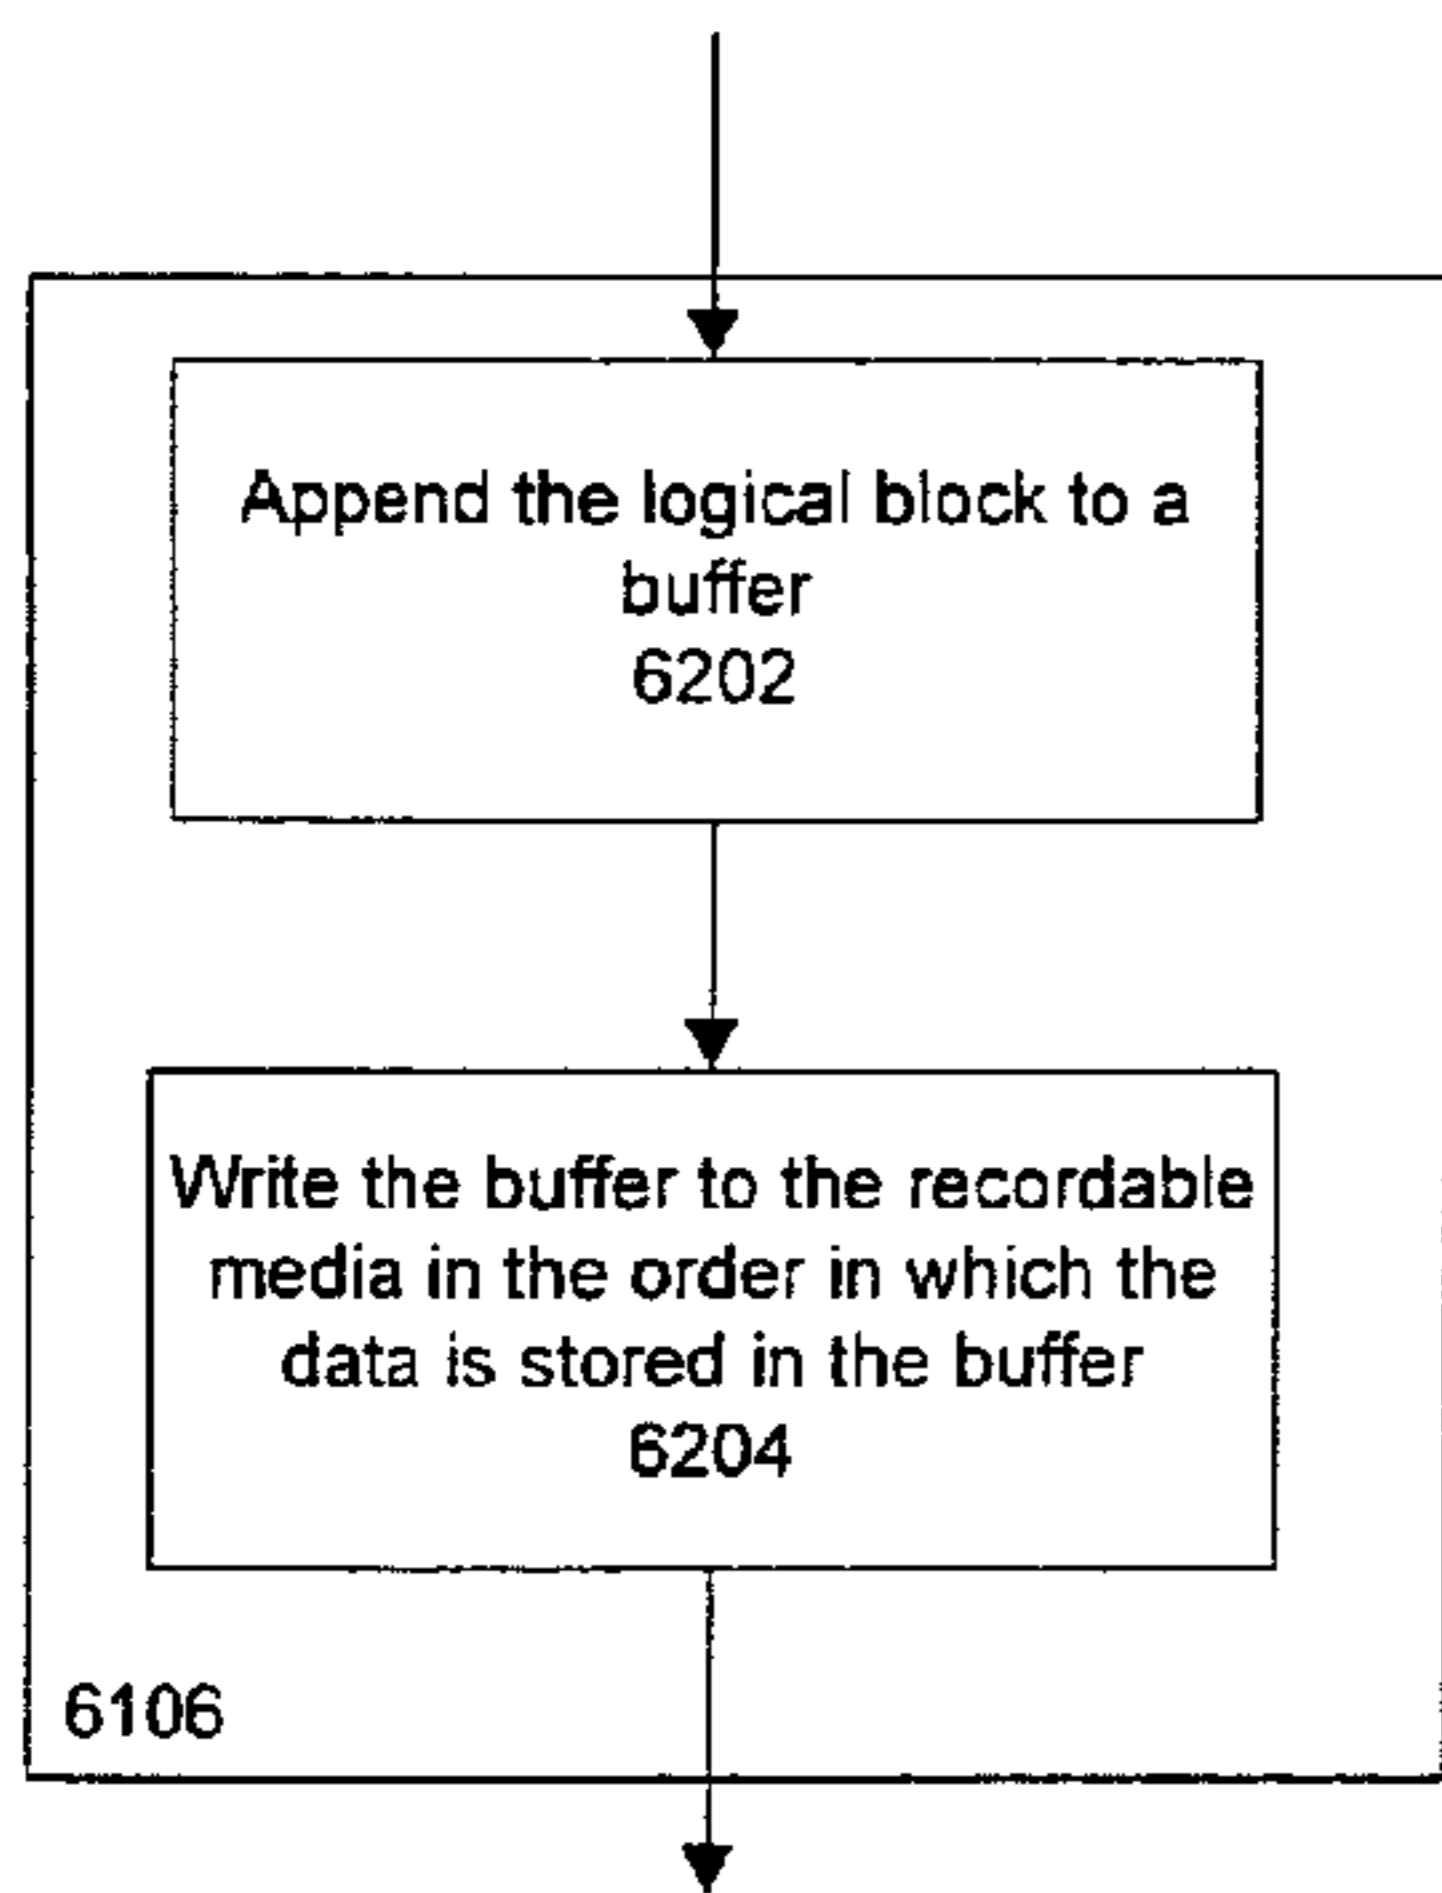 Append the logical block to a
buffer
6202
Write the buffer to the recordable
media in the order in which the
data is stored in the buffer
6204
6106